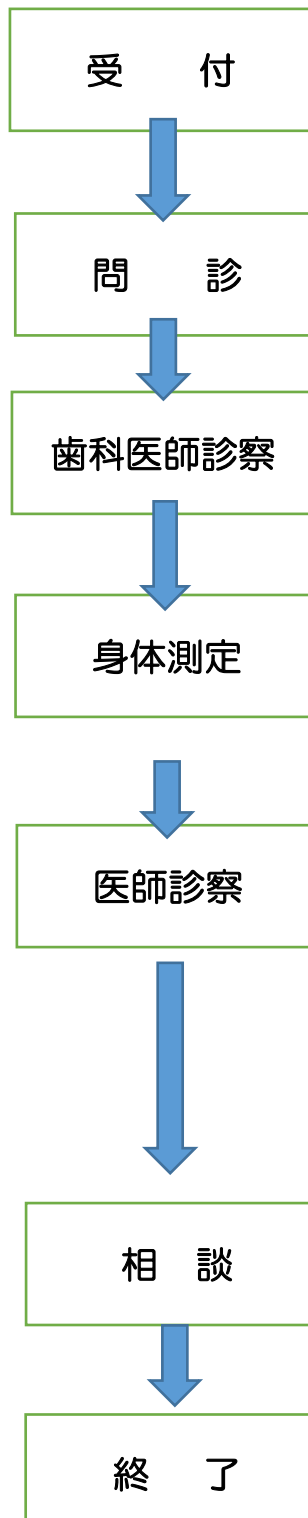 受　付
問　診
歯科医師診察
身体測定
医師診察
相　談
終　了